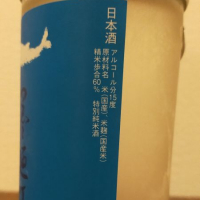 日本酒
アルコール分15度
原材料名 米(国産)、米麹(国産米)
精米歩合60% 特別純米酒